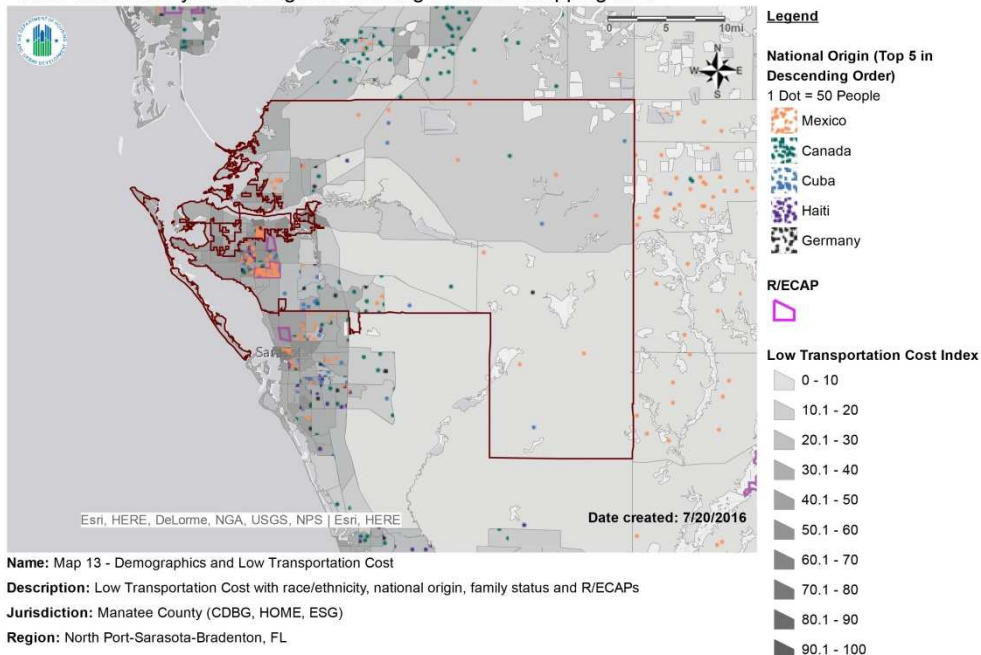 0 5 10mi
N
W E
S
Sarasota
Esri, HERE, DeLorme, NGA, USGS, NPS | Esri, HERE
Date created: 7/20/2016
Name: Map 13 - Demographics and Low Transportation Cost
Description: Low Transportation Cost with race/ethnicity, national origin, family status and R/ECAPs
Jurisdiction: Manatee County (CDBG, HOME, ESG)
Region: North Port-Sarasota-Bradenton, FL
Legend
National Origin (Top 5 in
Descending Order)
1 Dot = 50 People
Mexico
Canada
Cuba
Haiti
Germany
R/ECAP
Low Transportation Cost Index
0 - 10
10.1 - 20
20.1 - 30
30.1 - 40
40.1 - 50
50.1 - 60
60.1 - 70
70.1 - 80
80.1 - 90
90.1 - 100